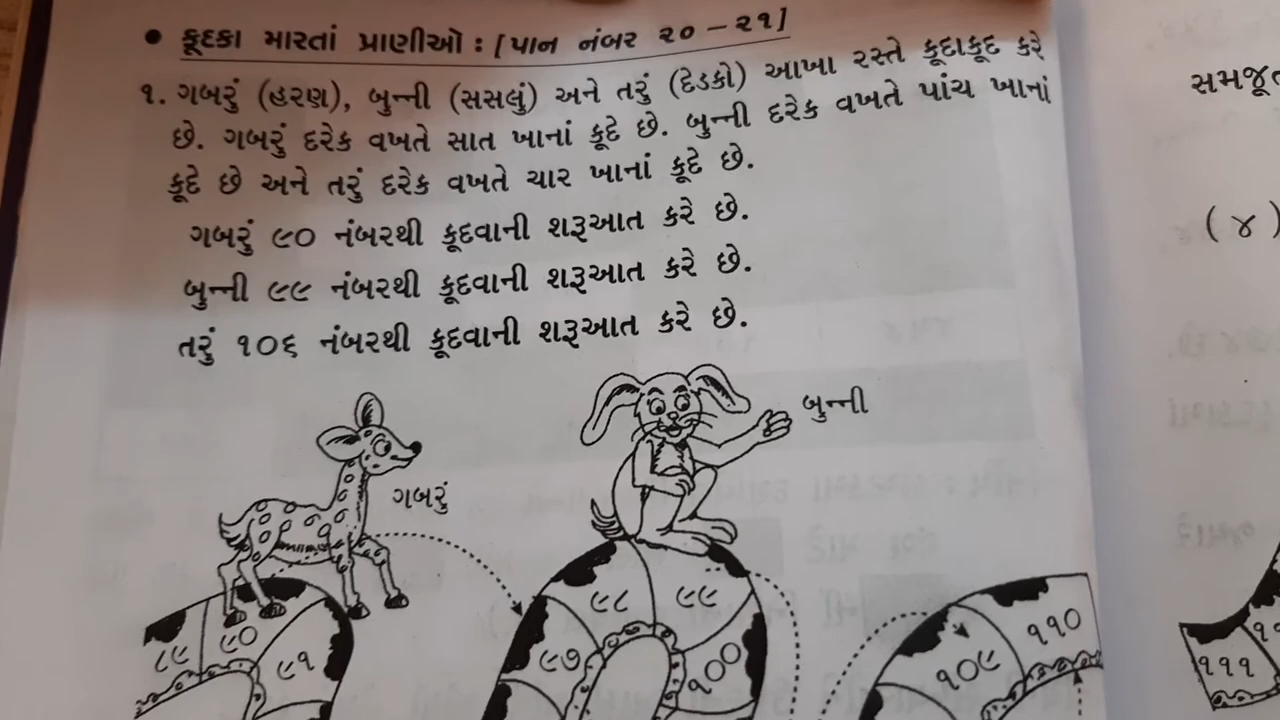 ● કૂદકા મારતાં પ્રાણીઓ : [પાન નંબર ૨૦ – ૨૧]
૧. ગબરું (હરણ), બુન્ની (સસલું) અને તરું (દેડકો) આખા રસ્તે કૂદાકૂદ કરે
છે. ગબરું દરેક વખતે સાત ખાનાં કૂદે છે. બુન્ની દરેક વખતે પાંચ ખાનાં
કૂદે છે અને તરું દરેક વખતે ચાર ખાનાં કૂદે છે.
ગબરું ૯૦ નંબરથી કૂદવાની શરૂઆત કરે છે.
બુન્ની ૯૯ નંબરથી કૂદવાની શરૂઆત કરે છે.
તરું ૧૦૬ નંબરથી કૂદવાની શરૂઆત કરે છે.
બુન્ની
ગબરું
૮૯ ૯૦ ૯૧
૯૭ ૯૮ ૯૯ ૧૦૦
૧૦૯ ૧૧૦
(૪)
૧૧૧